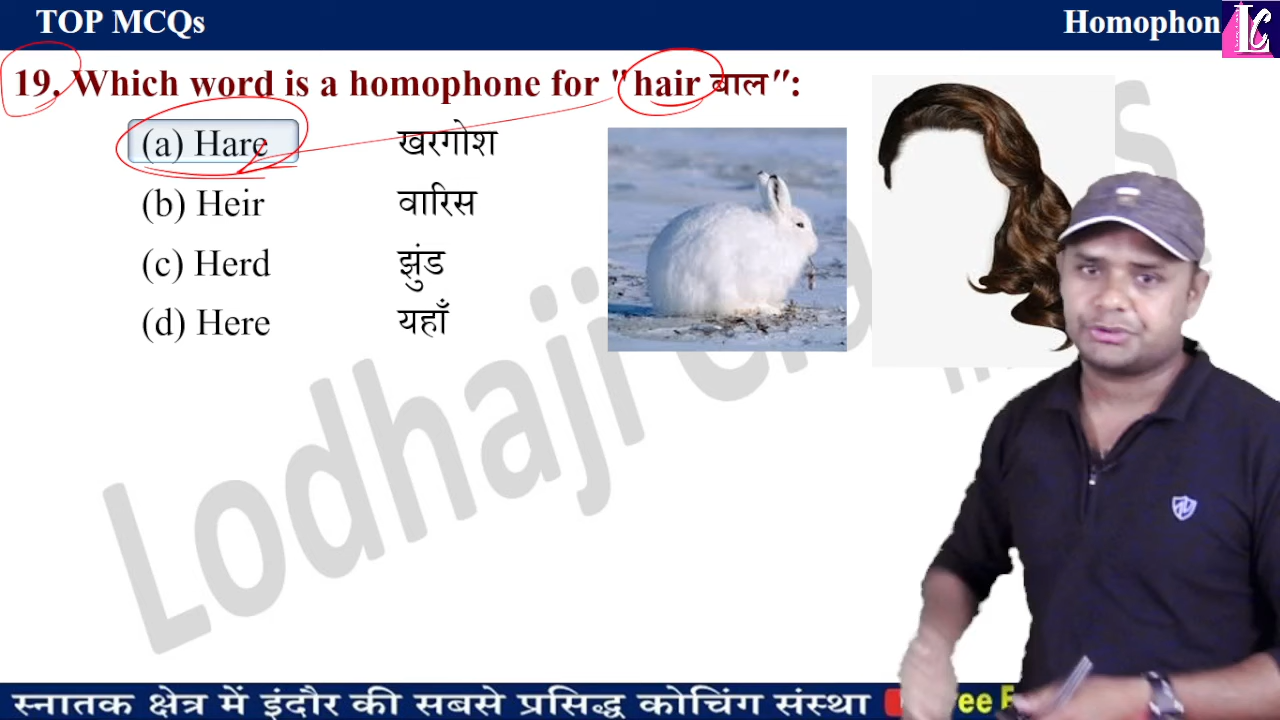 TOP MCQs
Homophon
LC
19. Which word is a homophone for "hair बाल":
(a) Hare खरगोश
(b) Heir वारिस
(c) Herd झुंड
(d) Here यहाँ
Lodhaji
स्नातक क्षेत्र में इंदौर की सबसे प्रसिद्ध कोचिंग संस्था